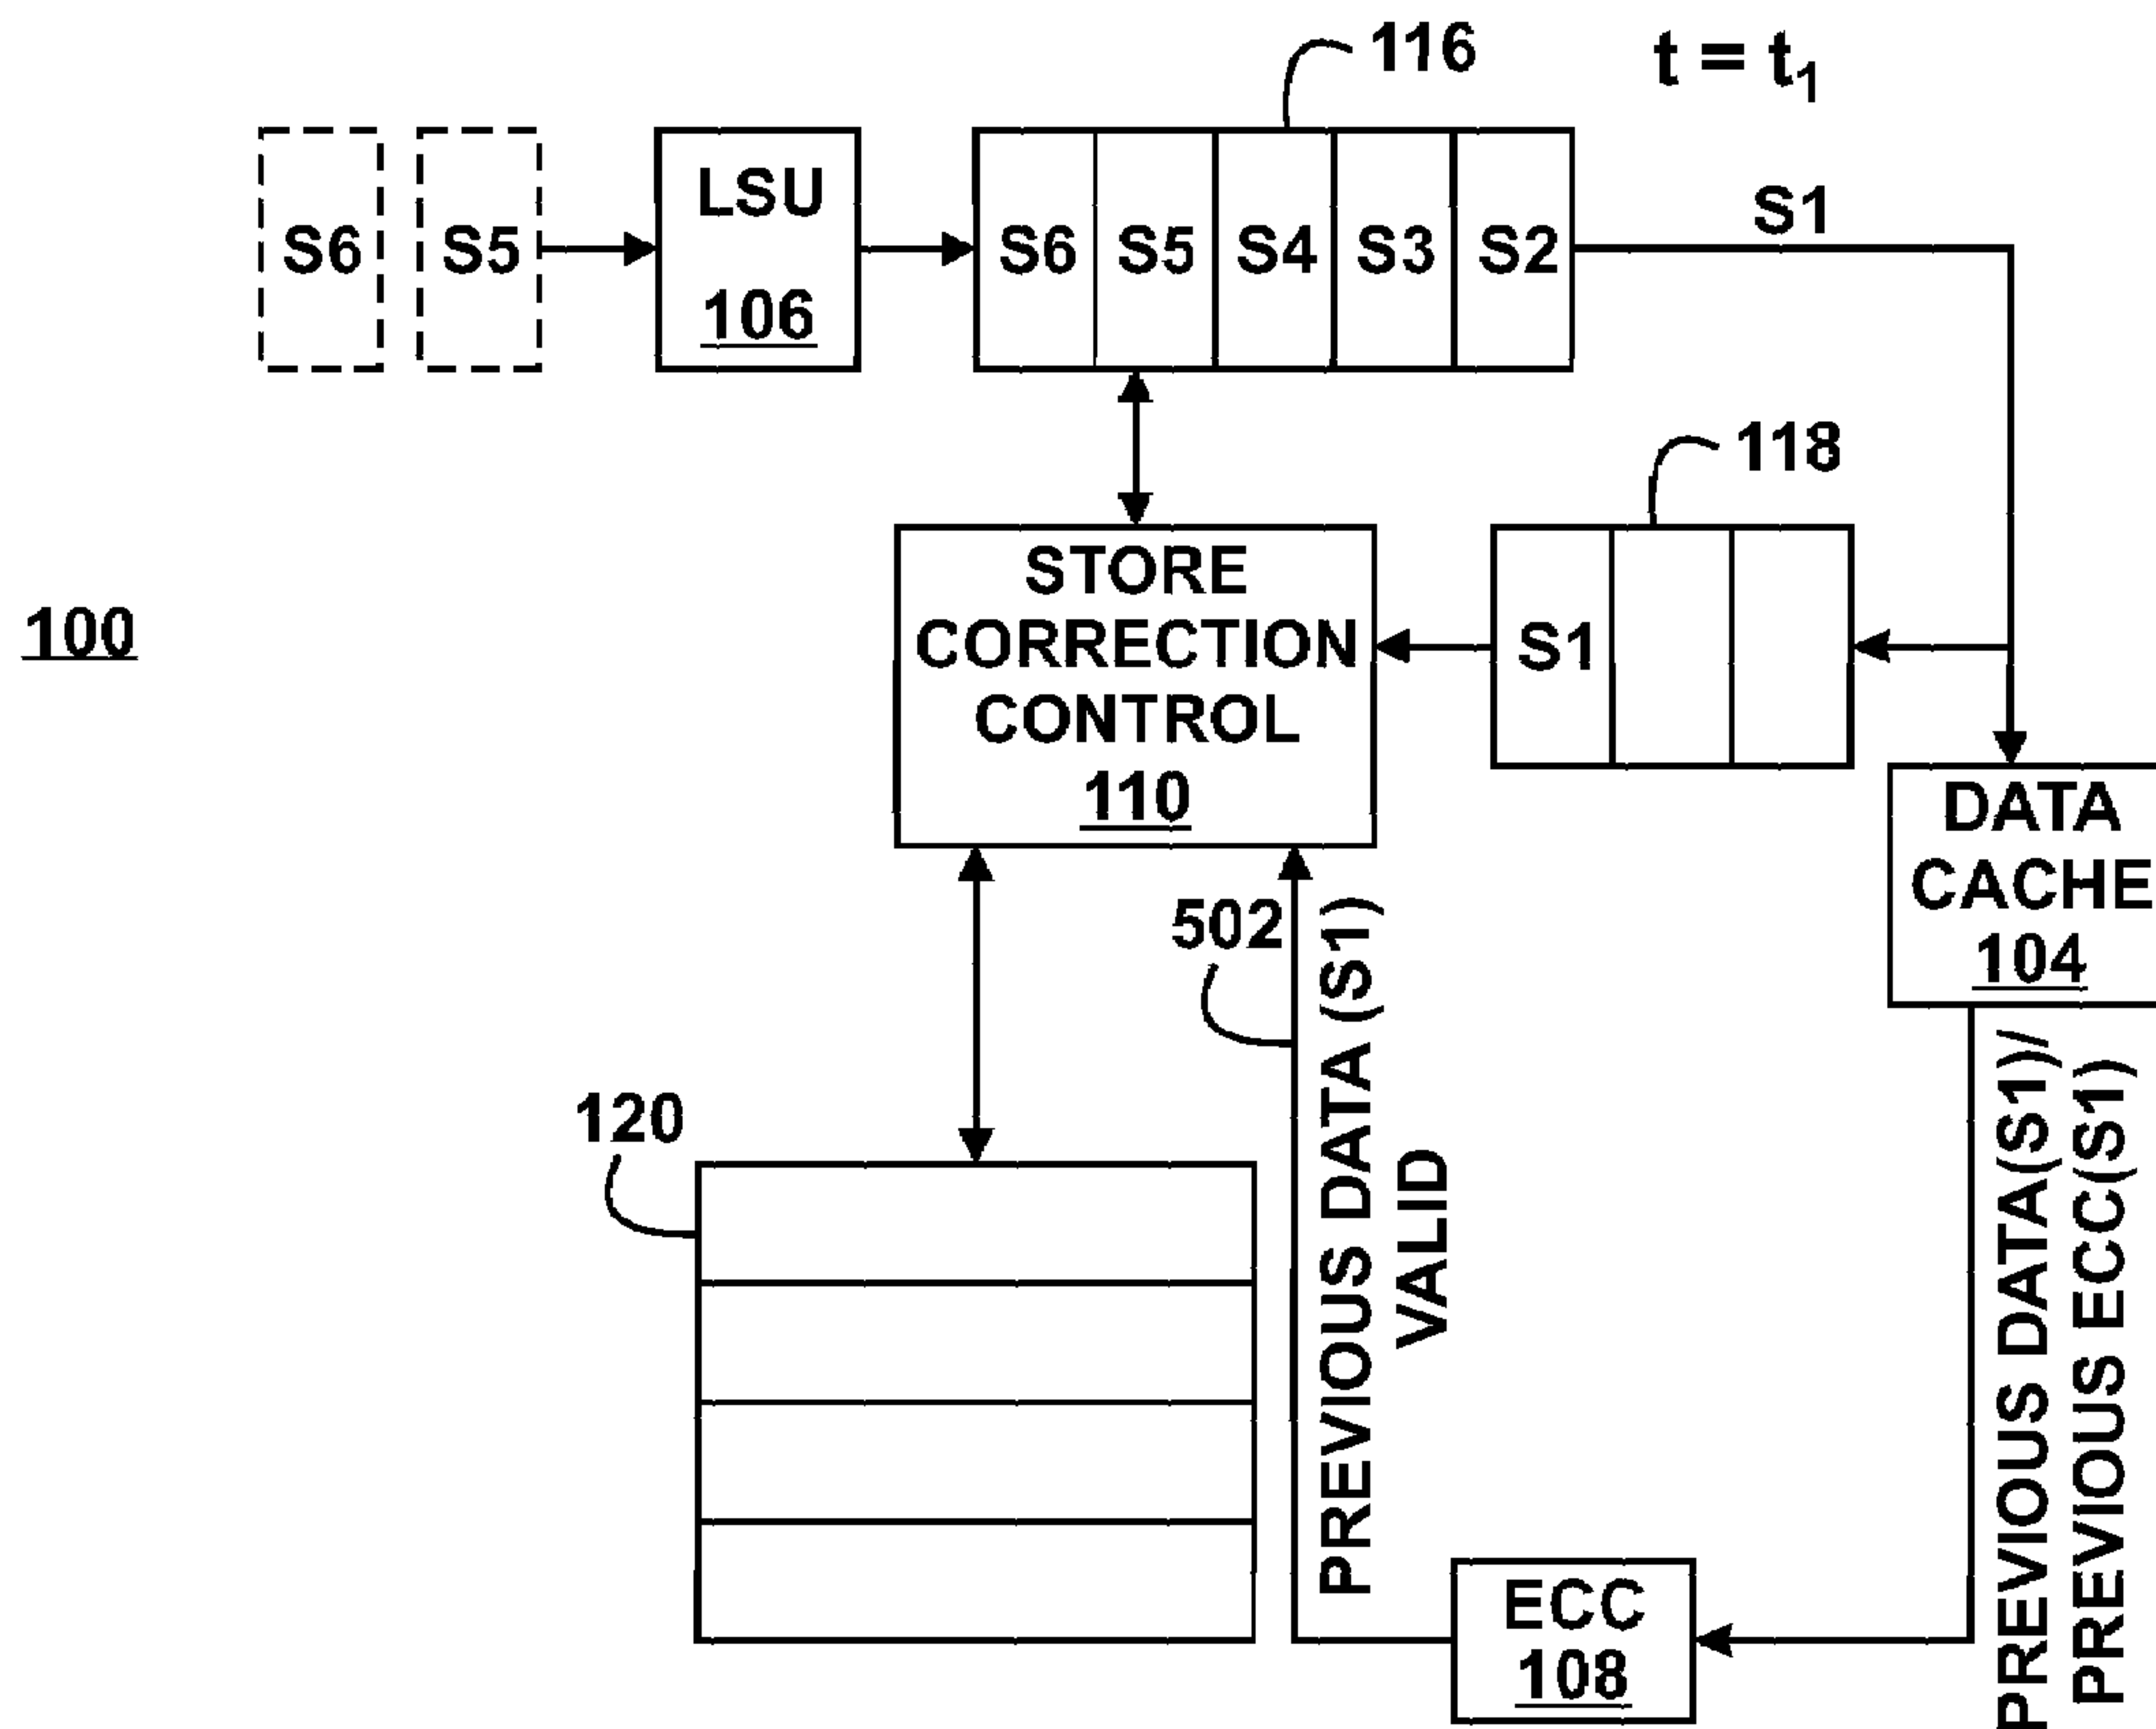 116
t = t1
S6
S5
LSU
106
S6
S5
S4
S3
S2
S1
118
STORE
CORRECTION
CONTROL
110
S1
100
DATA
CACHE
104
502
PREVIOUS DATA (S1)
VALID
PREVIOUS DATA(S1)/
PREVIOUS ECC(S1)
120
ECC
108